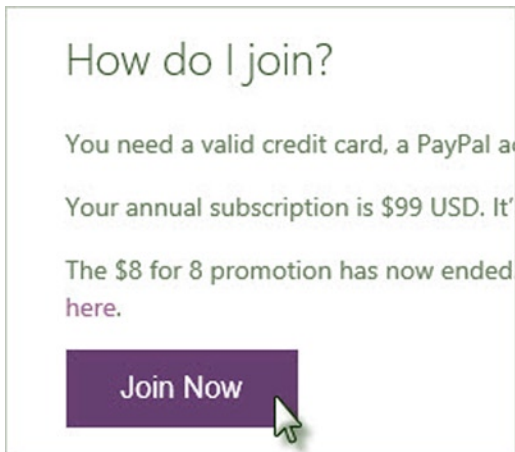 How do I join?
You need a valid credit card, a PayPal a
Your annual subscription is $99 USD. It'
The $8 for 8 promotion has now ended
here.
Join Now